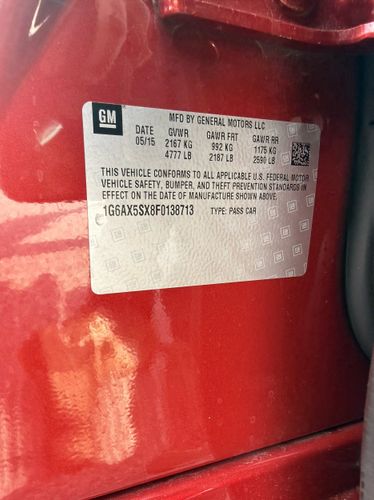 GM
MFD BY GENERAL MOTORS LLC
DATE GVWR GAWR FRT GAWR RR
05/15 2167 KG 992 KG 1175 KG
4777 LB 2187 LB 2590 LB
THIS VEHICLE CONFORMS TO ALL APPLICABLE U.S. FEDERAL MOTOR
VEHICLE SAFETY, BUMPER, AND THEFT PREVENTION STANDARDS IN
EFFECT ON THE DATE OF MANUFACTURE SHOWN ABOVE.
1G6AX5SX8F0138713 TYPE: PASS CAR